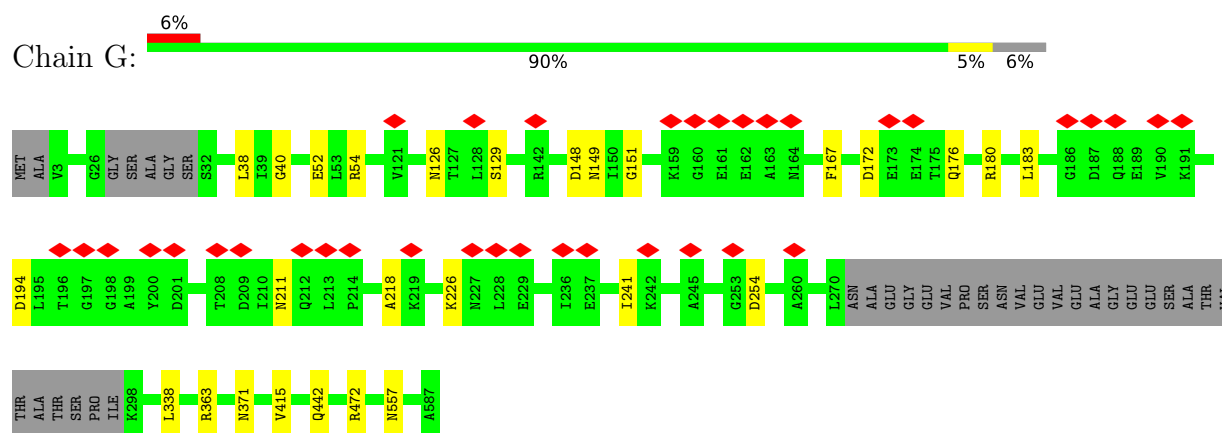 6%
Chain G:
90% 5% 6%
MET ALA V3 G26 GLY SER ALA GLY SER S32 L38 I39 G40 E52 L53 R54 V121 N126 T127 L128 S129 R142 D148 N149 I150 G151 K159 G160 E161 E162 A163 N164 F167 D172 E173 E174 T175 Q176 R180 L183 G186 D187 Q188 E189 V190 K191
D194 L195 T196 G197 G198 A199 Y200 D201 T208 D209 I210 N211 Q212 L213 P214 A218 K219 K226 N227 L228 E229 I236 E237 I241 K242 A245 G253 D254 A260 L270 ASN ALA GLU GLY GLU VAL PRO SER ASN VAL GLU VAL GLU ALA GLY GLU GLU SER ALA THR
THR ALA THR SER PRO ILE K298 L338 R363 N371 V415 Q442 R472 N557 A587